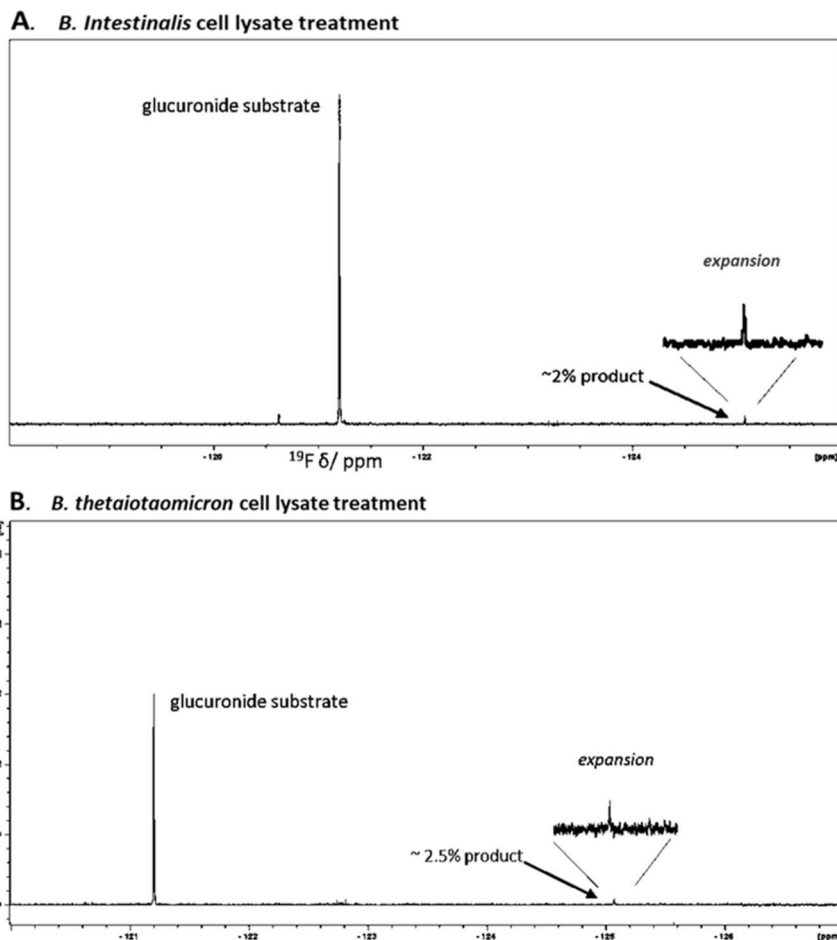 A. B. Intestinalis cell lysate treatment
glucuronide substrate
expansion
~2% product
-120
-122
-124
[ppm]
¹⁹F δ/ ppm
B. B. thetaiotaomicron cell lysate treatment
glucuronide substrate
expansion
~ 2.5% product
-121
-122
-123
-124
-125
-126
[ppm]